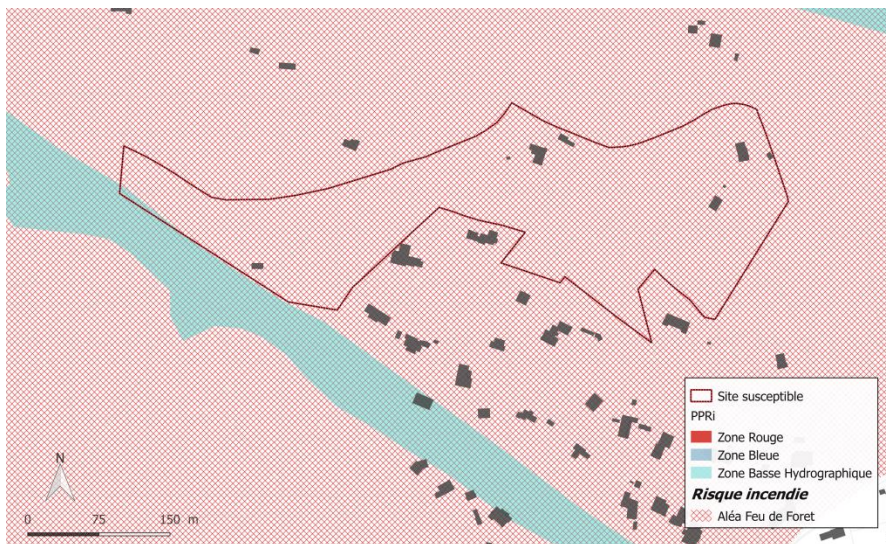 Site susceptible
PPRi
Zone Rouge
Zone Bleue
Zone Basse Hydrographique
Risque incendie
Aléa Feu de Foret
N
0 75 150 m